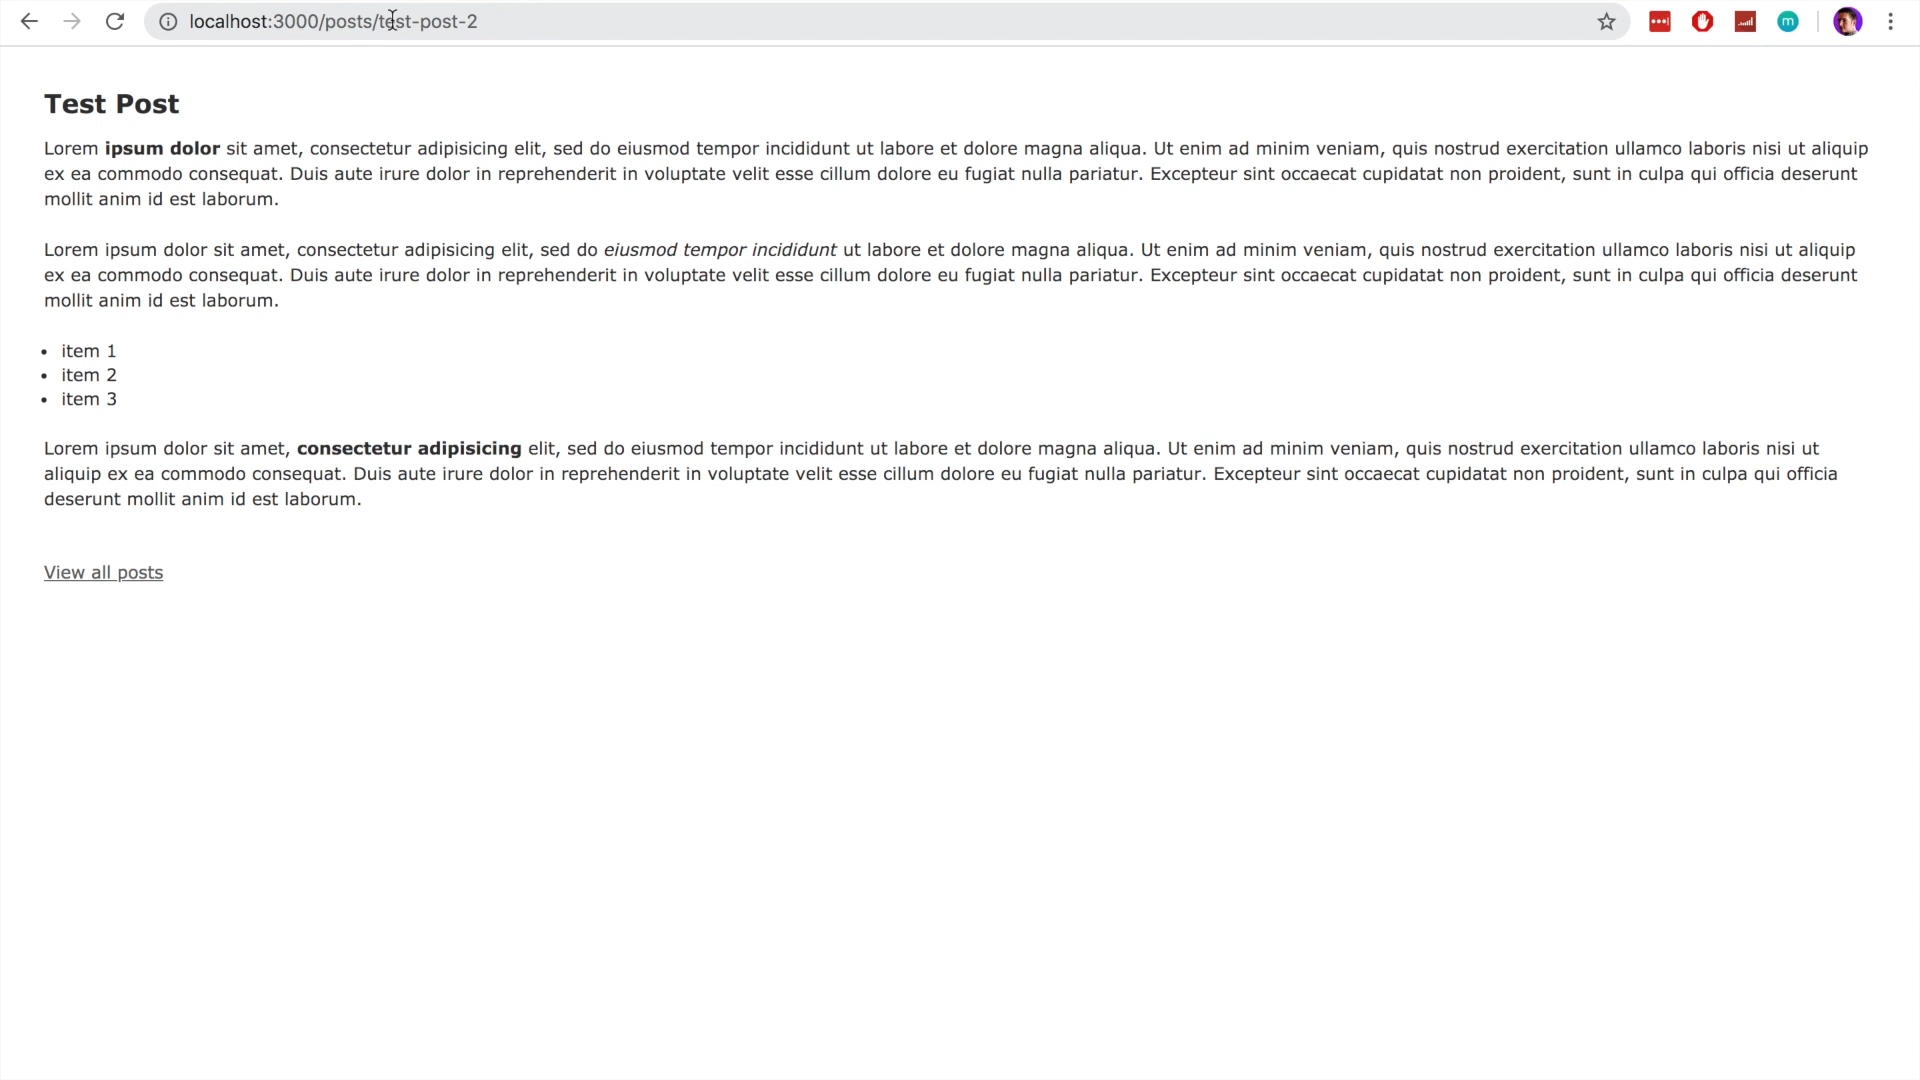 localhost:3000/posts/test-post-2
m
Test Post
Lorem ipsum dolor sit amet, consectetur adipisicing elit, sed do eiusmod tempor incididunt ut labore et dolore magna aliqua. Ut enim ad minim veniam, quis nostrud exercitation ullamco laboris nisi ut aliquip
ex ea commodo consequat. Duis aute irure dolor in reprehenderit in voluptate velit esse cillum dolore eu fugiat nulla pariatur. Excepteur sint occaecat cupidatat non proident, sunt in culpa qui officia deserunt
mollit anim id est laborum.
Lorem ipsum dolor sit amet, consectetur adipisicing elit, sed do eiusmod tempor incididunt ut labore et dolore magna aliqua. Ut enim ad minim veniam, quis nostrud exercitation ullamco laboris nisi ut aliquip
ex ea commodo consequat. Duis aute irure dolor in reprehenderit in voluptate velit esse cillum dolore eu fugiat nulla pariatur. Excepteur sint occaecat cupidatat non proident, sunt in culpa qui officia deserunt
mollit anim id est laborum.
• item 1
• item 2
• item 3
Lorem ipsum dolor sit amet, consectetur adipisicing elit, sed do eiusmod tempor incididunt ut labore et dolore magna aliqua. Ut enim ad minim veniam, quis nostrud exercitation ullamco laboris nisi ut
aliquip ex ea commodo consequat. Duis aute irure dolor in reprehenderit in voluptate velit esse cillum dolore eu fugiat nulla pariatur. Excepteur sint occaecat cupidatat non proident, sunt in culpa qui officia
deserunt mollit anim id est laborum.
View all posts